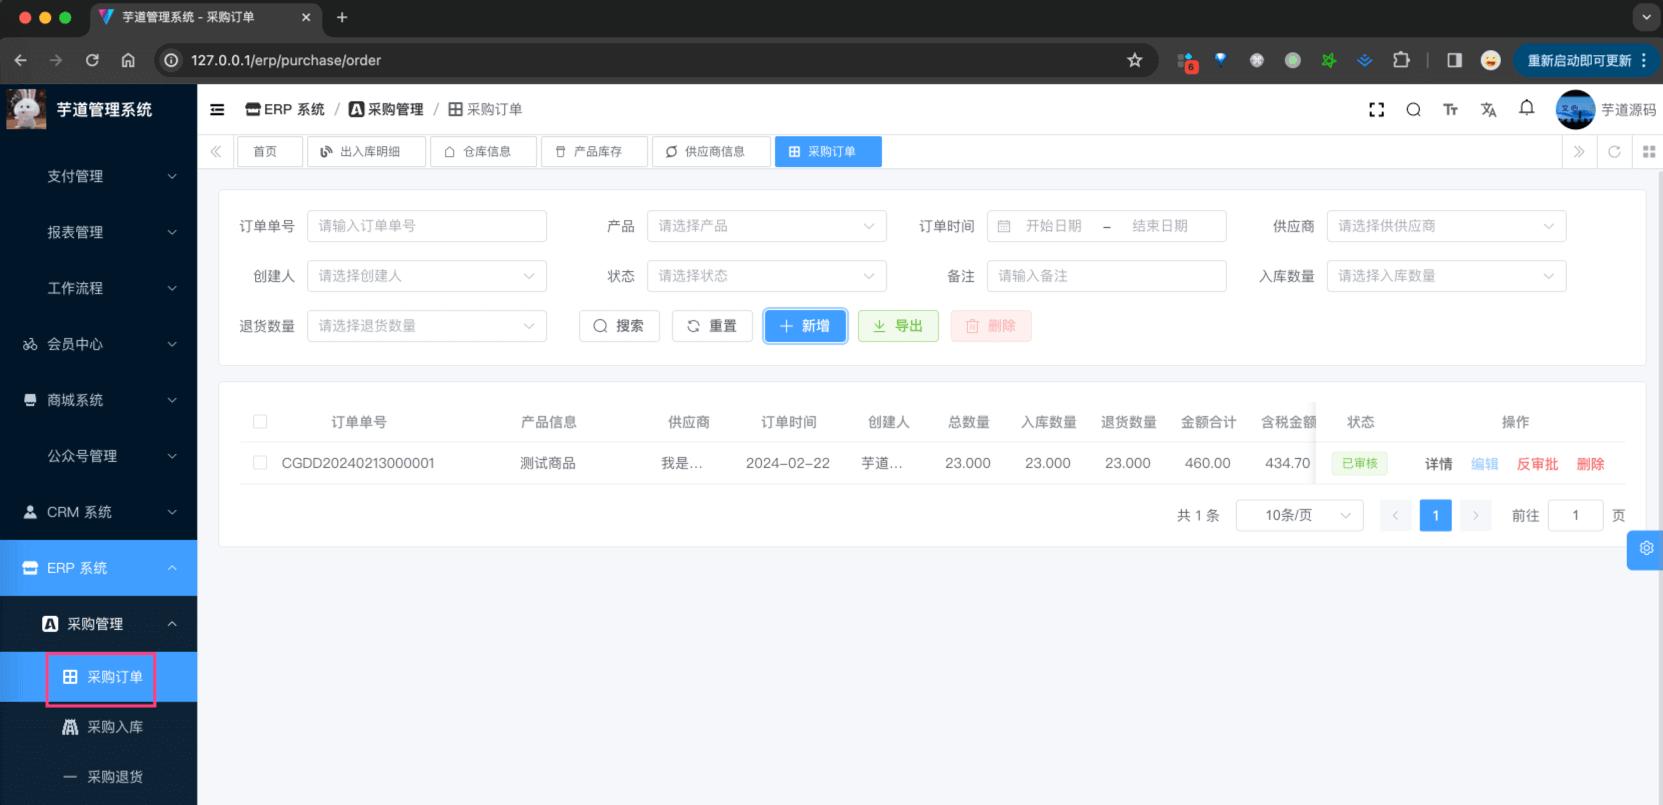 芋道管理系统 - 采购订单
127.0.0.1/erp/purchase/order
6
重新启动即可更新
芋道管理系统
ERP 系统 / 采购管理 / 采购订单
芋道源码
首页
出入库明细
仓库信息
产品库存
供应商信息
采购订单
支付管理
报表管理
工作流程
会员中心
商城系统
公众号管理
CRM 系统
ERP 系统
采购管理
采购订单
采购入库
采购退货
订单单号 请输入订单单号 产品 请选择产品 订单时间 开始日期 - 结束日期 供应商 请选择供供应商
创建人 请选择创建人 状态 请选择状态 备注 请输入备注 入库数量 请选择入库数量
退货数量 请选择退货数量 搜索 重置 新增 导出 删除
订单单号 产品信息 供应商 订单时间 创建人 总数量 入库数量 退货数量 金额合计 含税金额 状态 操作
CGDD20240213000001 测试商品 我是... 2024-02-22 芋道... 23.000 23.000 23.000 460.00 434.70 已审核 详情 编辑 反审批 删除
共 1 条 10条/页 1 前往 1 页